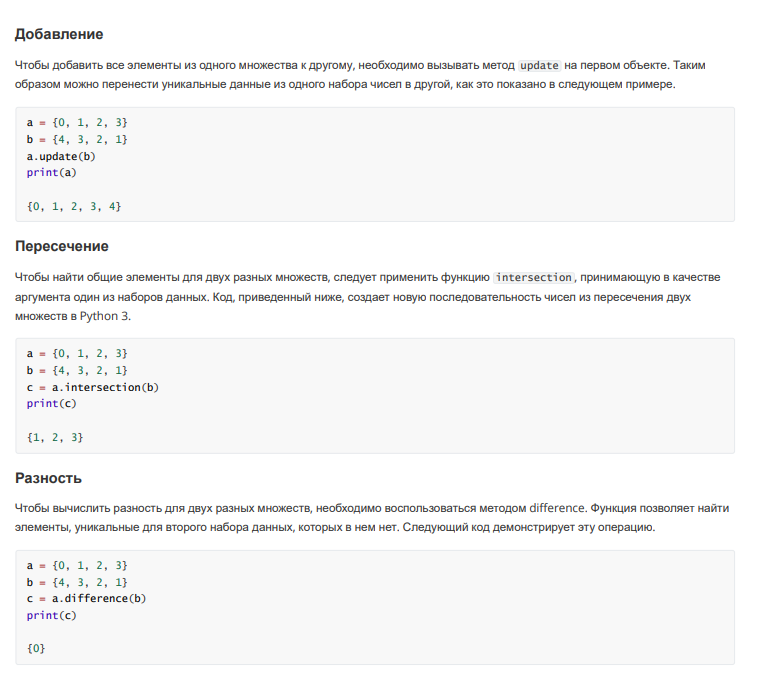 Добавление
Чтобы добавить все элементы из одного множества к другому, необходимо вызывать метод update на первом объекте. Таким
образом можно перенести уникальные данные из одного набора чисел в другой, как это показано в следующем примере.
a = {0, 1, 2, 3}
b = {4, 3, 2, 1}
a.update(b)
print(a)
{0, 1, 2, 3, 4}
Пересечение
Чтобы найти общие элементы для двух разных множеств, следует применить функцию intersection, принимающую в качестве
аргумента один из наборов данных. Код, приведенный ниже, создает новую последовательность чисел из пересечения двух
множеств в Python 3.
a = {0, 1, 2, 3}
b = {4, 3, 2, 1}
c = a.intersection(b)
print(c)
{1, 2, 3}
Разность
Чтобы вычислить разность для двух разных множеств, необходимо воспользоваться методом difference. Функция позволяет найти
элементы, уникальные для второго набора данных, которых в нем нет. Следующий код демонстрирует эту операцию.
a = {0, 1, 2, 3}
b = {4, 3, 2, 1}
c = a.difference(b)
print(c)
{0}